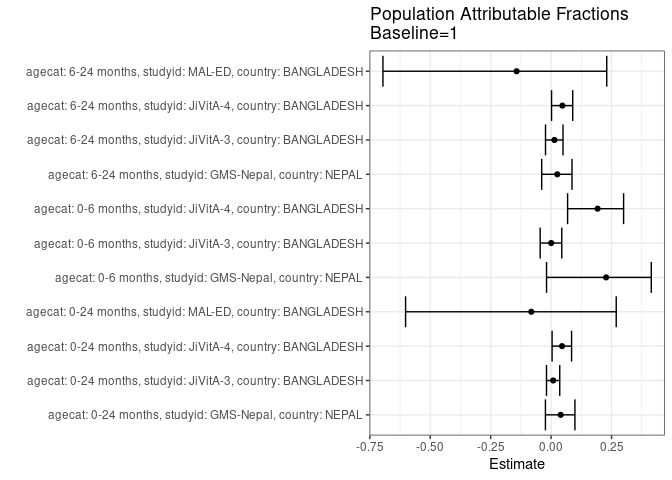 Population Attributable Fractions
Baseline=1
agecat: 6-24 months, studyid: MAL-ED, country: BANGLADESH
agecat: 6-24 months, studyid: JiVitA-4, country: BANGLADESH
agecat: 6-24 months, studyid: JiVitA-3, country: BANGLADESH
agecat: 6-24 months, studyid: GMS-Nepal, country: NEPAL
agecat: 0-6 months, studyid: JiVitA-4, country: BANGLADESH
agecat: 0-6 months, studyid: JiVitA-3, country: BANGLADESH
agecat: 0-6 months, studyid: GMS-Nepal, country: NEPAL
agecat: 0-24 months, studyid: MAL-ED, country: BANGLADESH
agecat: 0-24 months, studyid: JiVitA-4, country: BANGLADESH
agecat: 0-24 months, studyid: JiVitA-3, country: BANGLADESH
agecat: 0-24 months, studyid: GMS-Nepal, country: NEPAL
-0.75 -0.50 -0.25 0.00 0.25
Estimate